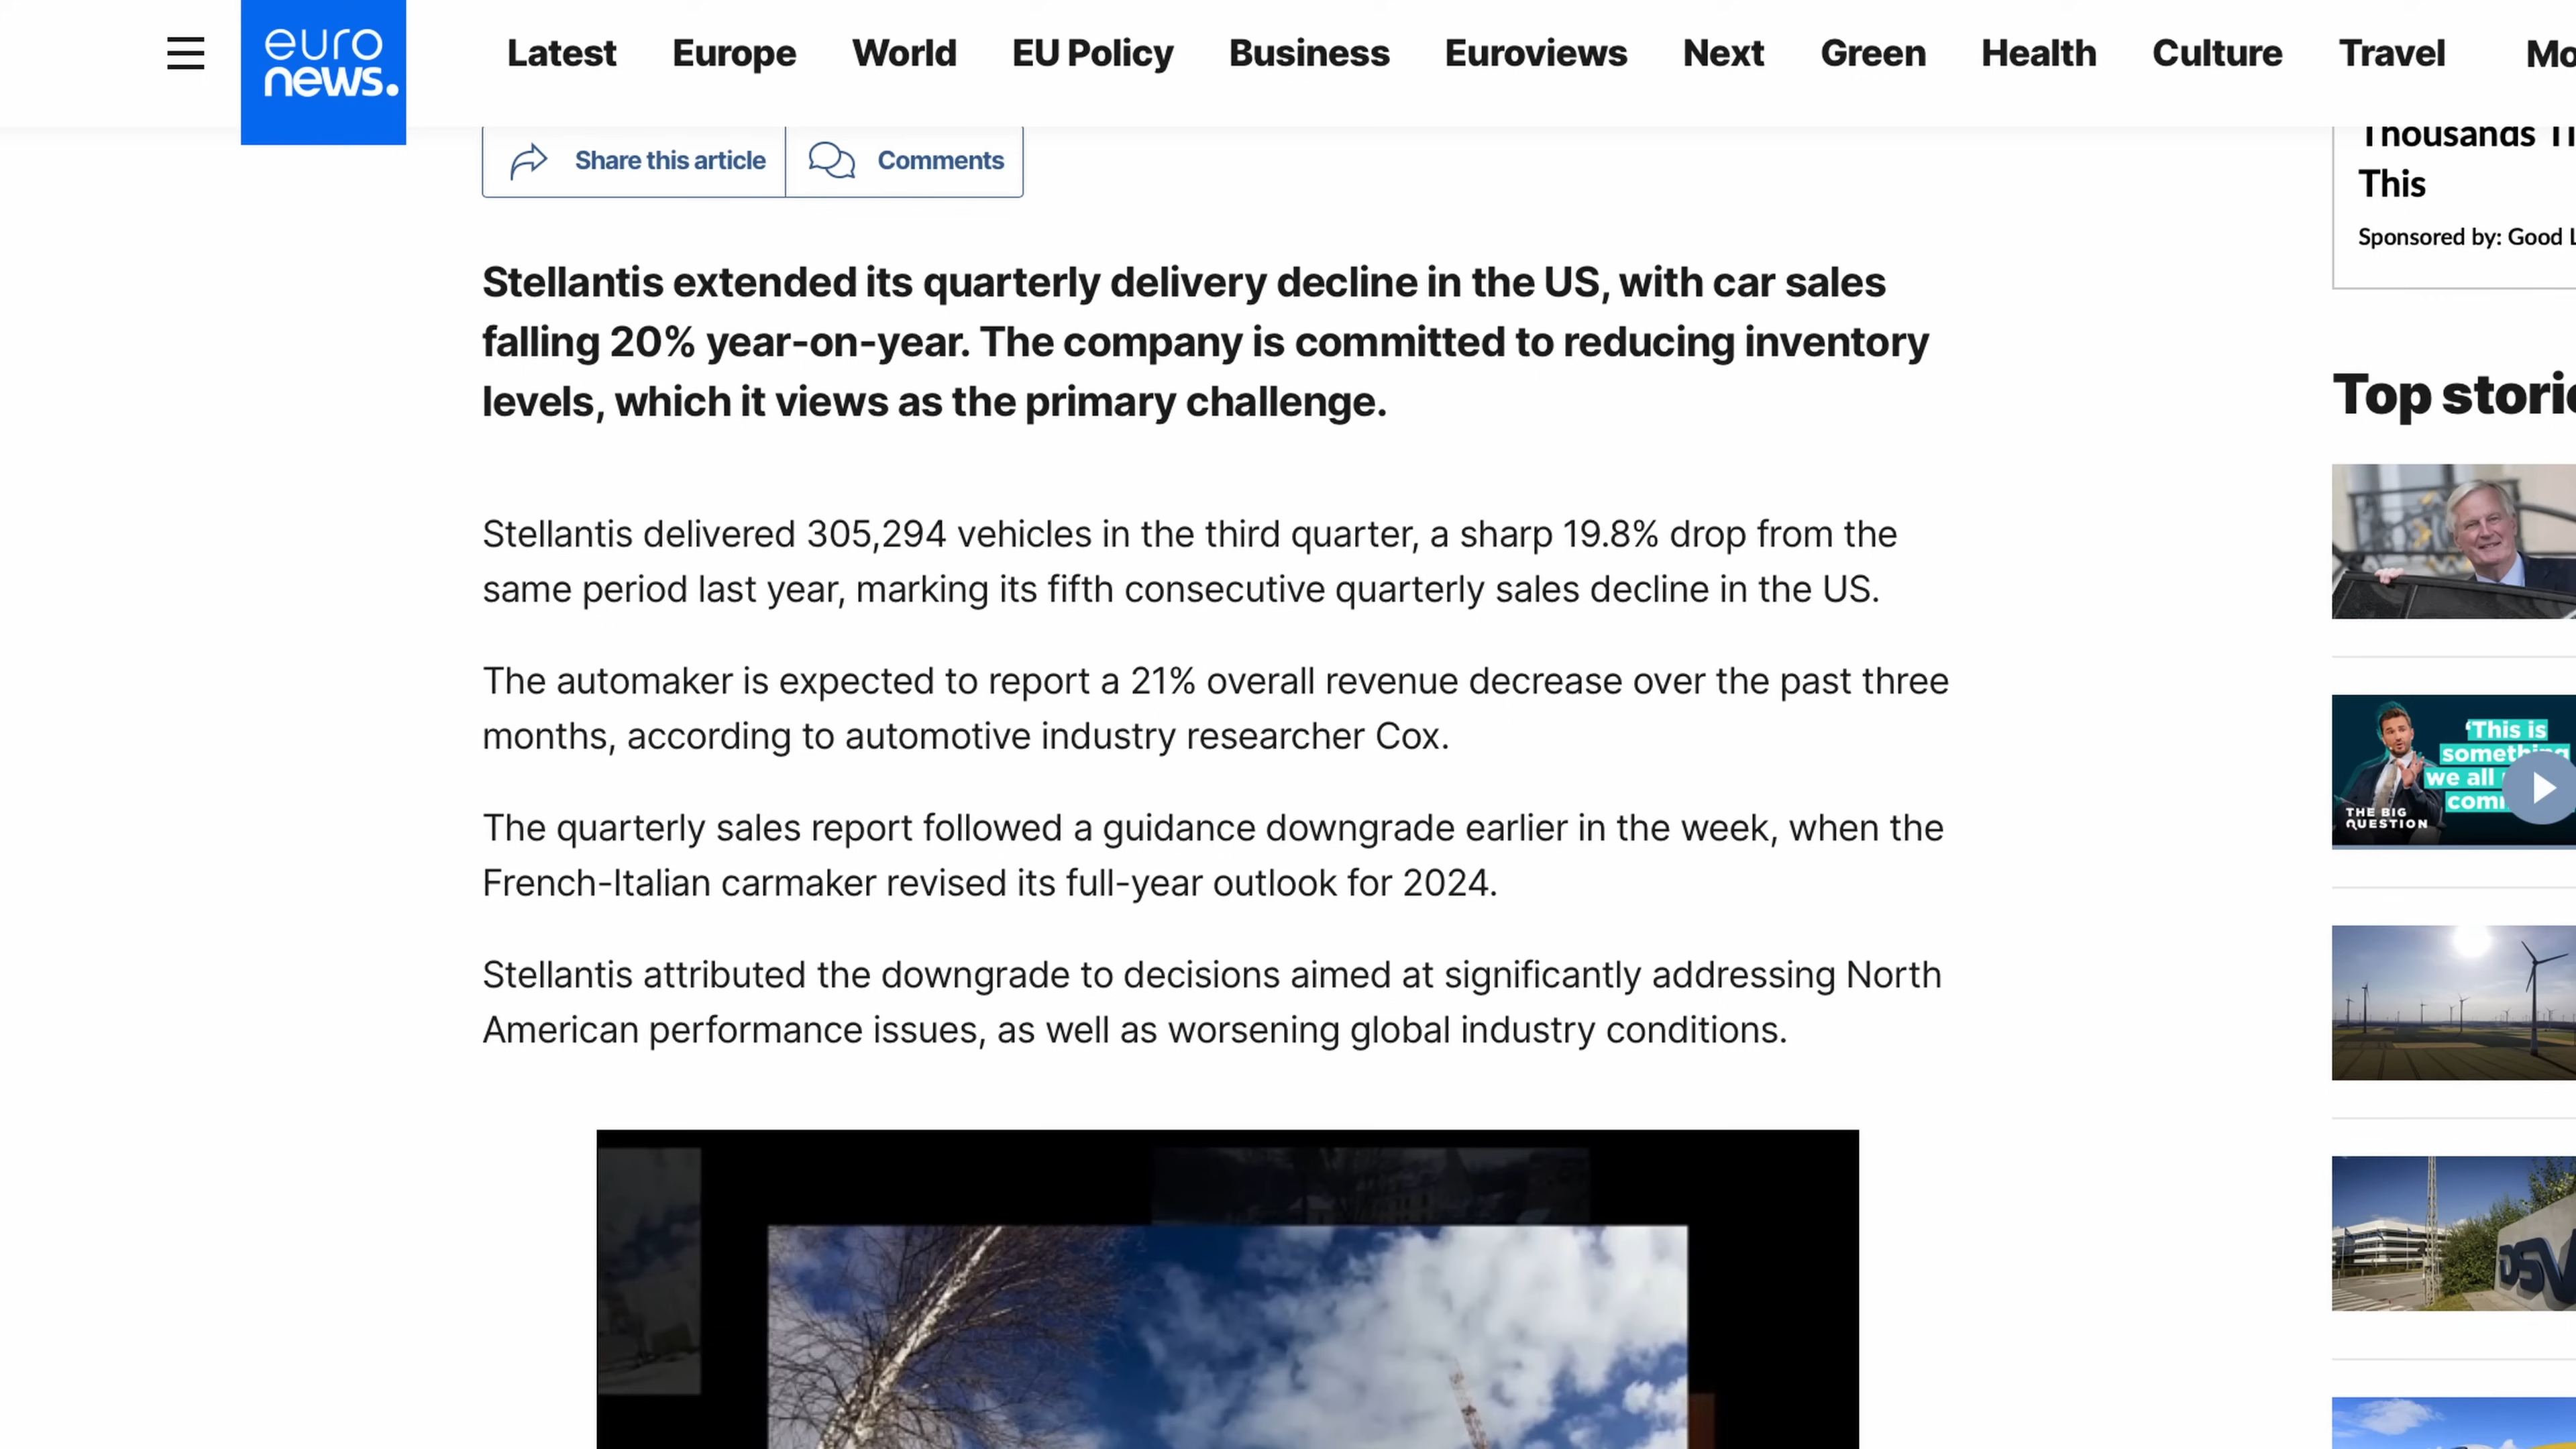 euro
news.
Latest Europe World EU Policy Business Euroviews Next Green Health Culture Travel
Share this article Comments
Stellantis extended its quarterly delivery decline in the US, with car sales
falling 20% year-on-year. The company is committed to reducing inventory
levels, which it views as the primary challenge.
Stellantis delivered 305,294 vehicles in the third quarter, a sharp 19.8% drop from the
same period last year, marking its fifth consecutive quarterly sales decline in the US.
The automaker is expected to report a 21% overall revenue decrease over the past three
months, according to automotive industry researcher Cox.
The quarterly sales report followed a guidance downgrade earlier in the week, when the
French-Italian carmaker revised its full-year outlook for 2024.
Stellantis attributed the downgrade to decisions aimed at significantly addressing North
American performance issues, as well as worsening global industry conditions.
Thousands
This
Sponsored by: Good
Top
'This is
something
we all
THE BIG
QUESTION
DSV